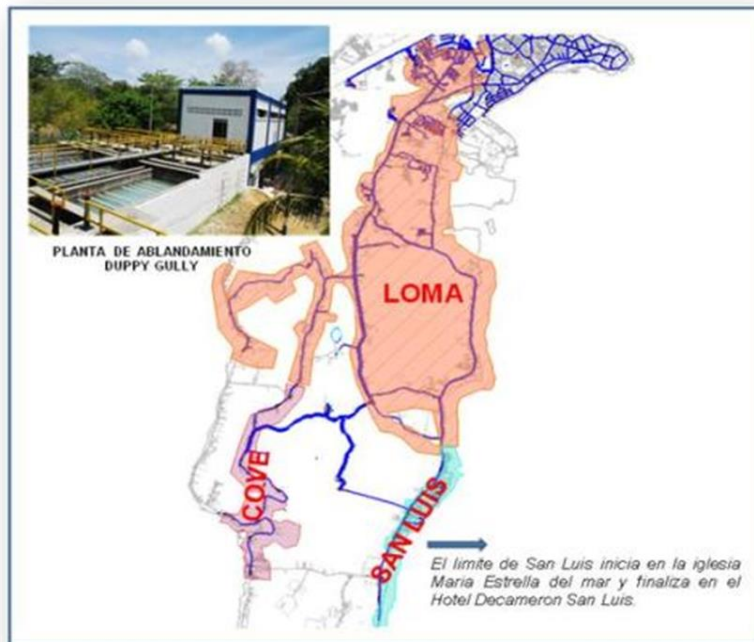 PLANTA DE ABLANDAMIENTO
DUPPY GULLY
LOMA
COVE
SAN LUIS
El limite de San Luis inicia en la iglesia
Maria Estrella del mar y finaliza en el
Hotel Decameron San Luis.